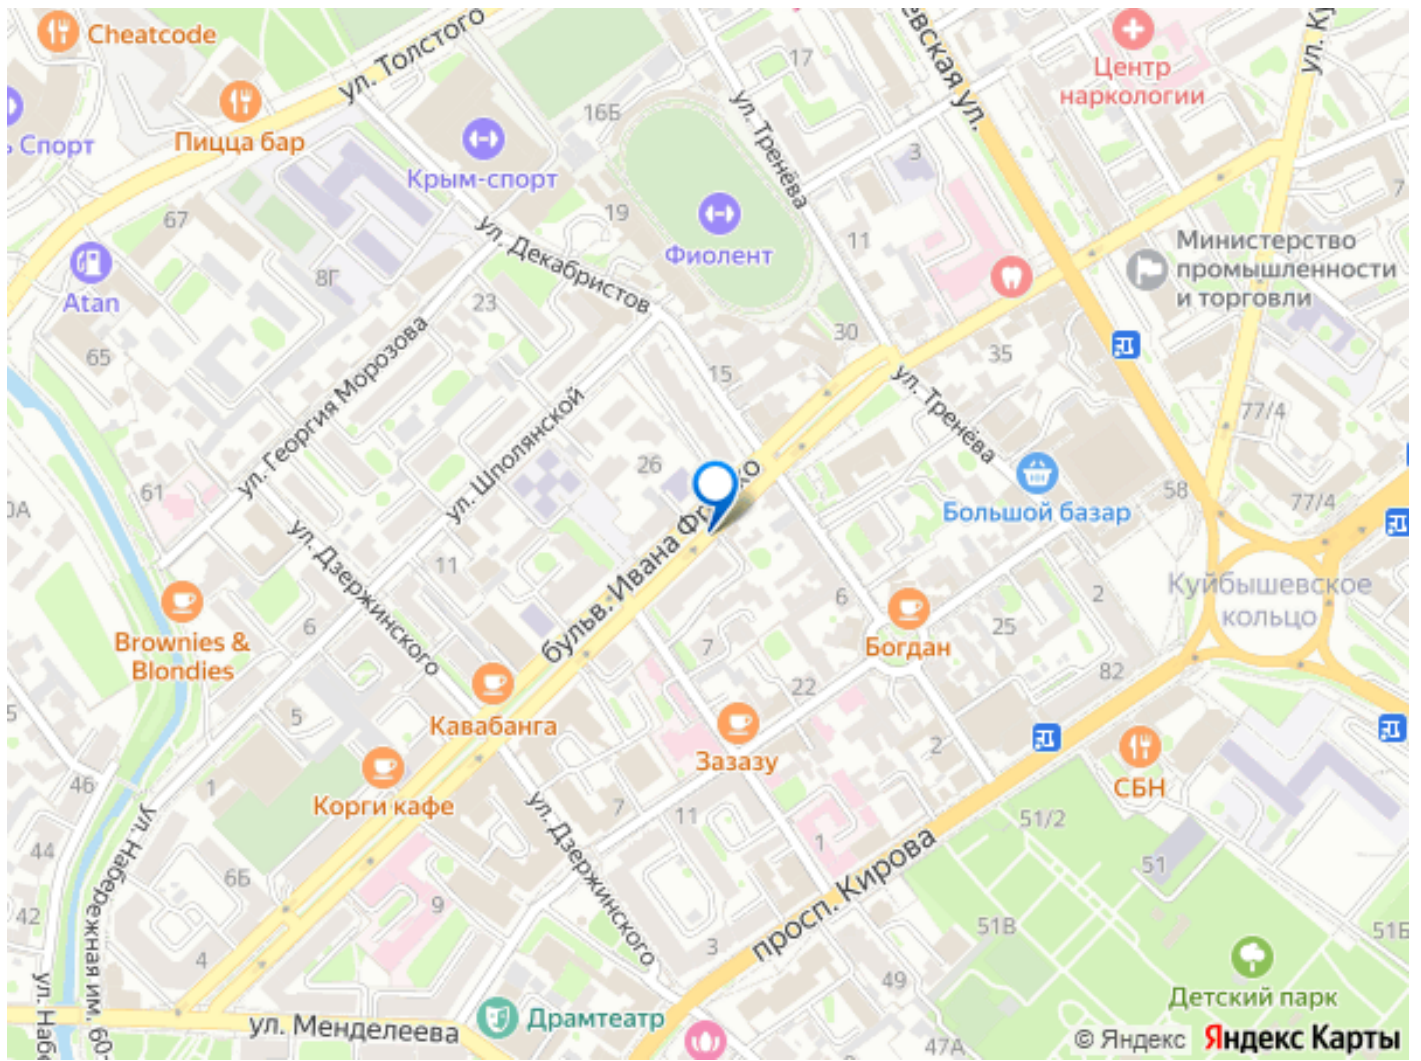 Cheatcode
ул. Толстого
17
Центр
наркологии
16Б
Пицца бар
ул. Тренёва
Спорт
Крым-спорт
3
7
67
ул. Декабристов
19
Фиолент
11
Министерство
промышленности
и торговли
8Г
Atan
23
30
35
65
15
ул. Георгия Морозова
ул. Тренёва
77/4
ул. Шполянской
26
61
Большой базар
58
77/4
ул. Дзержинского
бульв. Ивана
11
6
2
Куйбышевское
кольцо
Brownies &
Blondies
6
7
Богдан
25
22
82
5
Кавабанга
Зазазу
2
СБН
46
1
Корги кафе
7
11
51/2
ул. Дзержинского
1
просп. Кирова
51
44
6Б
9
ул. Набережная им. 60-
42
51В
51Б
4
3
49
Детский парк
ул. Менделеева
Драмтеатр
47А
© Яндекс Яндекс Карты